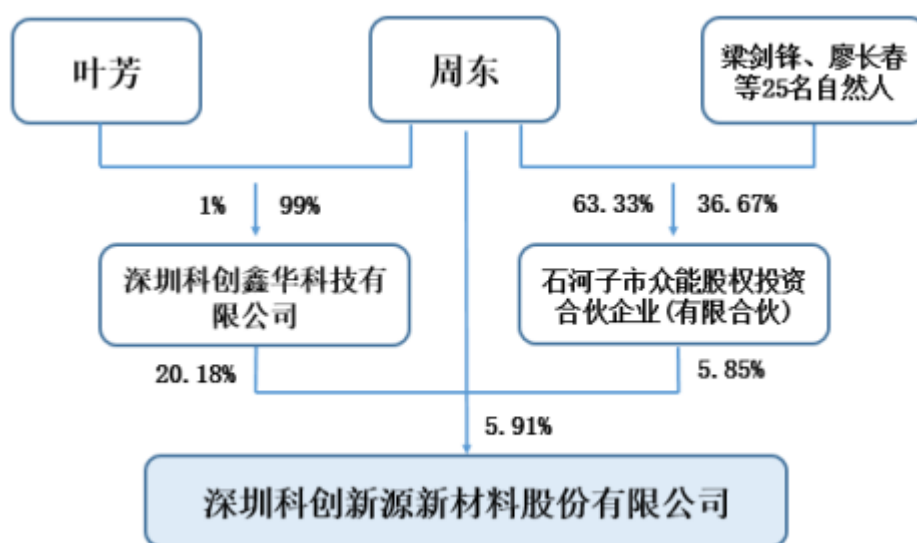 叶芳
周东
梁剑锋、廖长春
等25名自然人
1%
99%
63.33%
36.67%
深圳科创鑫华科技有
限公司
石河子市众能股权投资
合伙企业(有限合伙)
20.18%
5.85%
5.91%
深圳科创新源新材料股份有限公司